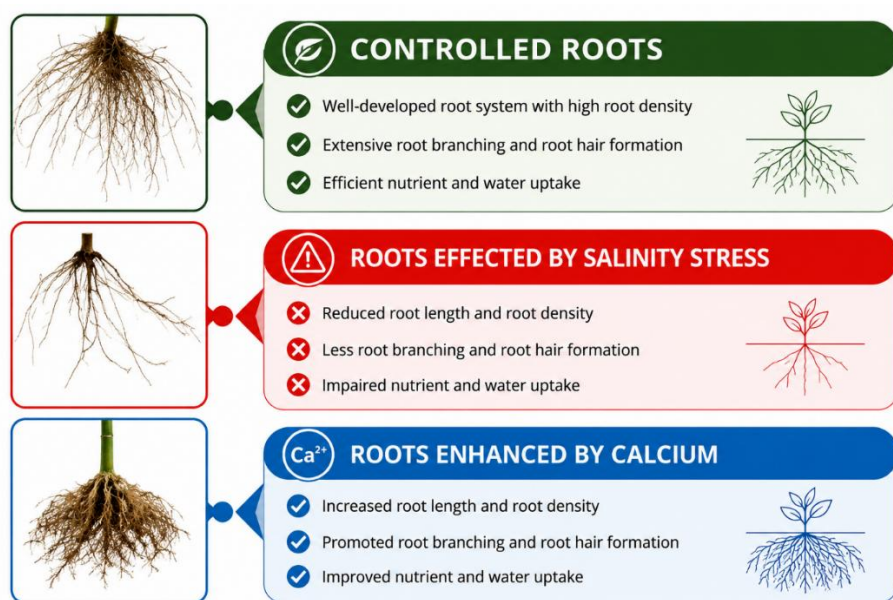 CONTROLLED ROOTS
Well-developed root system with high root density
Extensive root branching and root hair formation
Efficient nutrient and water uptake
ROOTS EFFECTED BY SALINITY STRESS
Reduced root length and root density
Less root branching and root hair formation
Impaired nutrient and water uptake
Ca²⁺ ROOTS ENHANCED BY CALCIUM
Increased root length and root density
Promoted root branching and root hair formation
Improved nutrient and water uptake